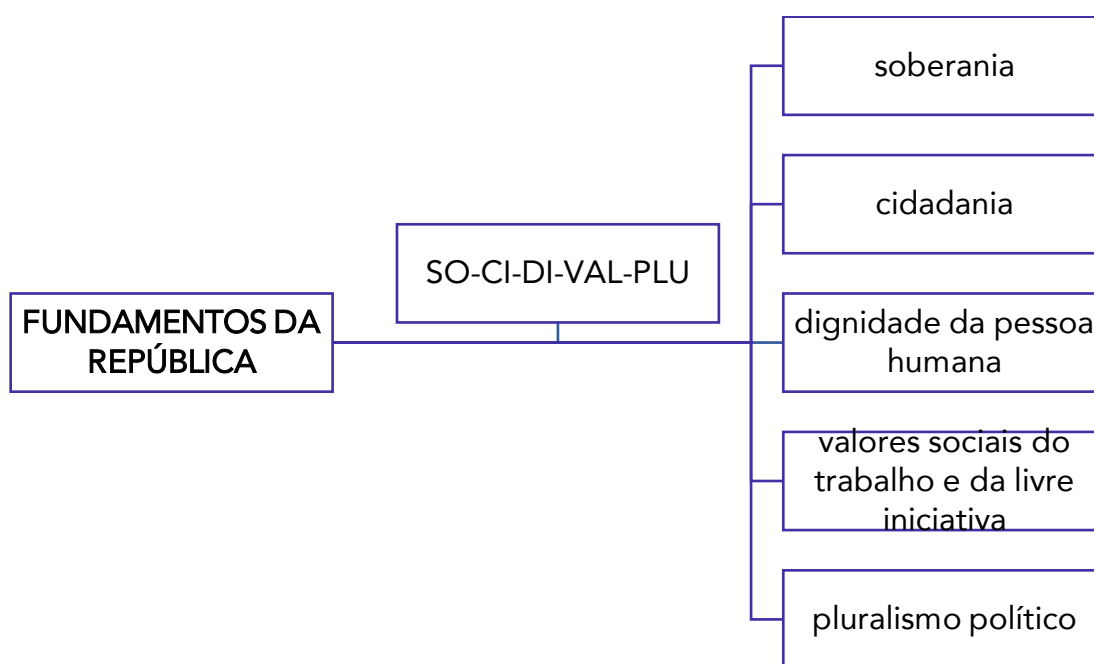 FUNDAMENTOS DA
REPÚBLICA
SO-CI-DI-VAL-PLU
soberania
cidadania
dignidade da pessoa
humana
valores sociais do
trabalho e da livre
iniciativa
pluralismo político